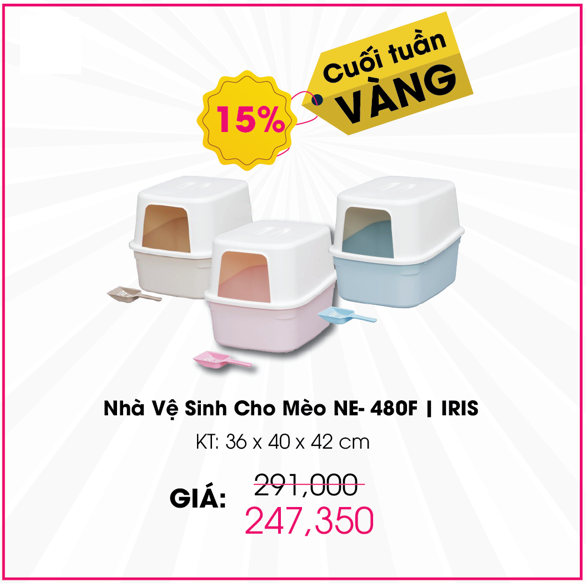 Cuối tuần
VÀNG
15%
Nhà Vệ Sinh Cho Mèo NE- 480F | IRIS
KT: 36 x 40 x 42 cm
GIÁ: 291,000
247,350